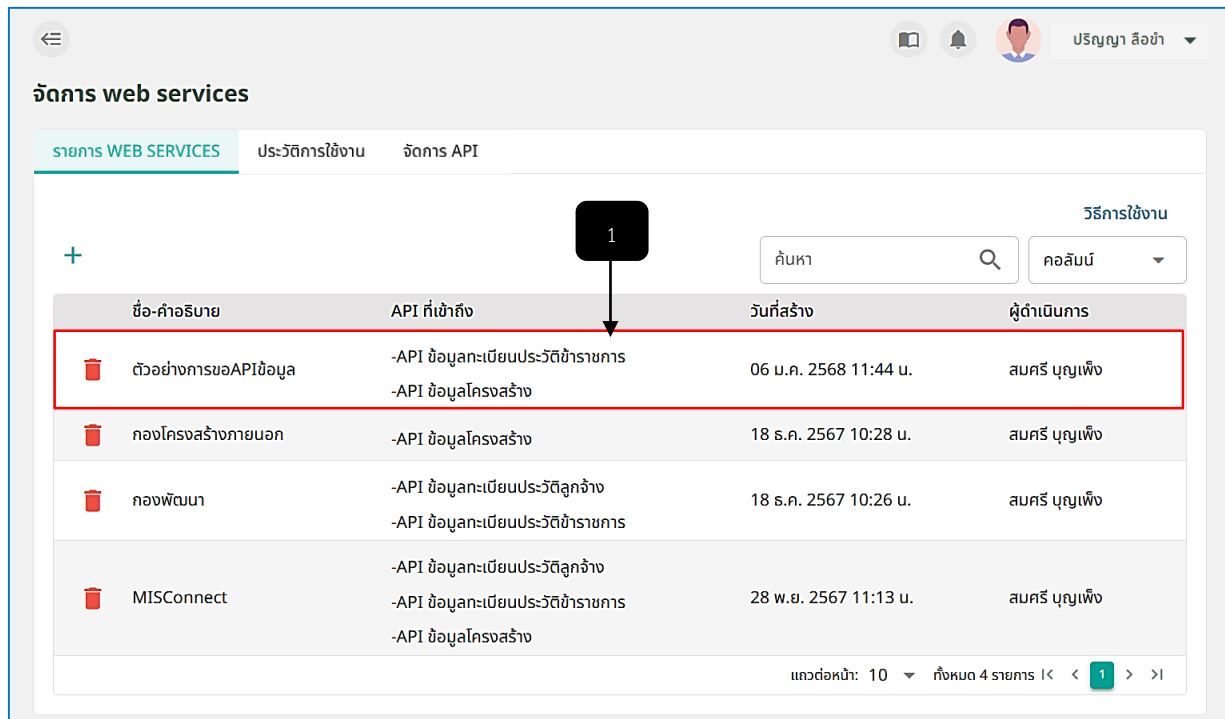 ปริญญา ลือขำ
จัดการ web services
รายการ WEB SERVICES ประวัติการใช้งาน จัดการ API
วิธีการใช้งาน
1
ค้นหา คอลัมน์
ชื่อ-คำอธิบาย API ที่เข้าถึง วันที่สร้าง ผู้ดำเนินการ
-API ข้อมูลทะเบียนประวัติข้าราชการ
ตัวอย่างการขอAPIข้อมูล 06 ม.ค. 2568 11:44 น. สมศรี บุญเพ็ง
-API ข้อมูลโครงสร้าง
กองโครงสร้างภายนอก -API ข้อมูลโครงสร้าง 18 ธ.ค. 2567 10:28 น. สมศรี บุญเพ็ง
-API ข้อมูลทะเบียนประวัติลูกจ้าง
กองพัฒนา 18 ธ.ค. 2567 10:26 น. สมศรี บุญเพ็ง
-API ข้อมูลทะเบียนประวัติข้าราชการ
-API ข้อมูลทะเบียนประวัติลูกจ้าง
MISConnect -API ข้อมูลทะเบียนประวัติข้าราชการ 28 พ.ย. 2567 11:13 น. สมศรี บุญเพ็ง
-API ข้อมูลโครงสร้าง
แถวต่อหน้า: 10 ทั้งหมด 4 รายการ 1